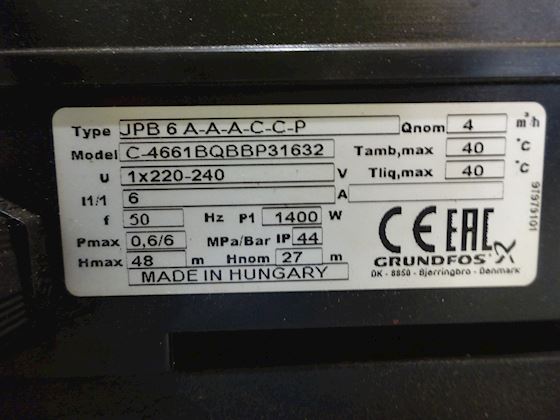 Type JPB 6 A-A-A-C-C-P Qnom 4 m³/h
Model C-4661BQBBP31632 Tamb,max 40 °C
U 1x220-240 V Tliq,max 40 °C
I1/1 6 A
f 50 Hz P1 1400 W
Pmax 0,6/6 MPa/Bar IP 44
Hmax 48 m Hnom 27 m
MADE IN HUNGARY
CE EAC
GRUNDFOS
DK - 8850 - Bjerringbro - Denmark
97973101